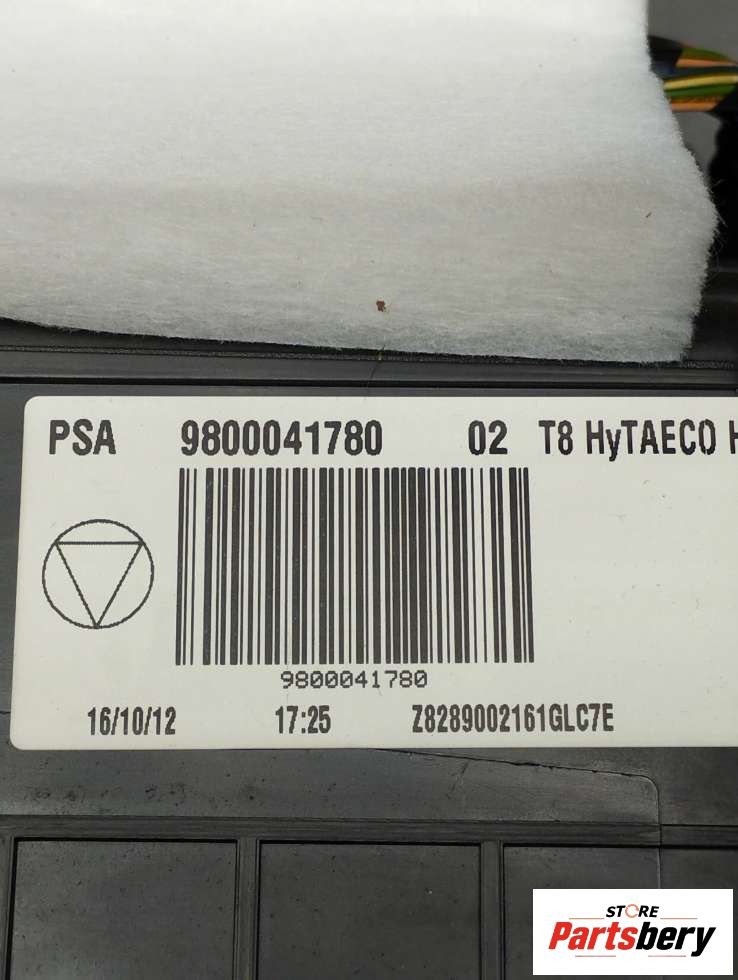 PSA 9800041780 02 T8 HyTAECO H
9800041780
16/10/12 17:25 Z8289002161GLC7E
STORE
Partsbery